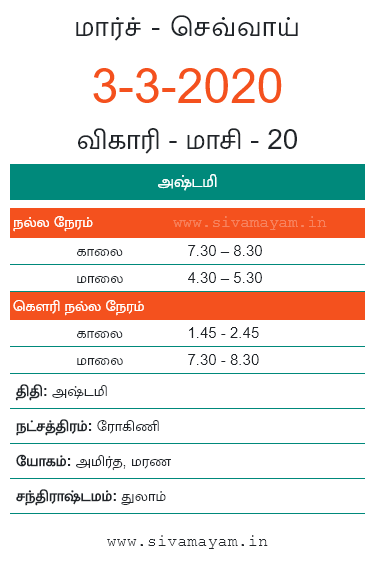 மார்ச் - செவ்வாய்
3-3-2020
விகாரி - மாசி - 20
அஷ்டமி
நல்ல நேரம் www.sivamayam.in
காலை 7.30 – 8.30
மாலை 4.30 – 5.30
கௌரி நல்ல நேரம்
காலை 1.45 - 2.45
மாலை 7.30 - 8.30
திதி: அஷ்டமி
நட்சத்திரம்: ரோகிணி
யோகம்: அமிர்த, மரண
சந்திராஷ்டமம்: துலாம்
www.sivamayam.in